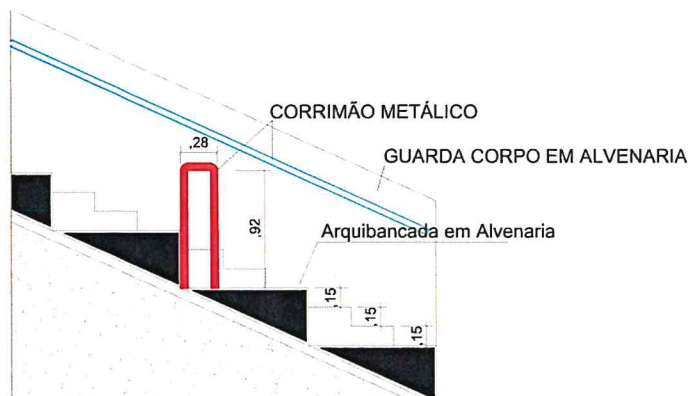 CORRIMÃO METÁLICO
,28
GUARDA CORPO EM ALVENARIA
,92
Arquibancada em Alvenaria
,15
,15
,15